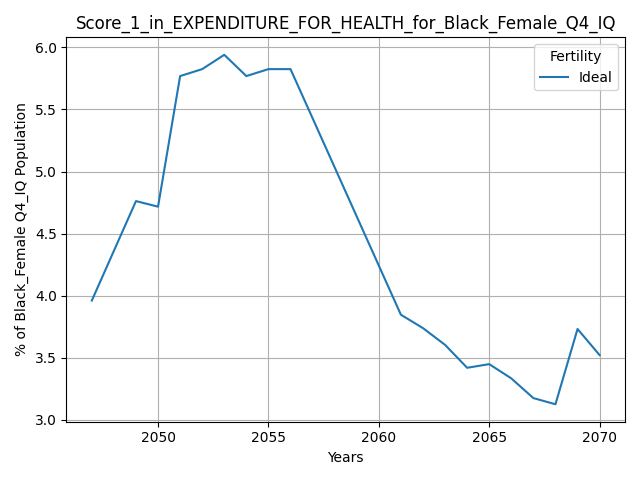 Score_1_in_EXPENDITURE_FOR_HEALTH_for_Black_Female_Q4_IQ
Fertility
Ideal
% of Black_Female Q4_IQ Population
6.0
5.5
5.0
4.5
4.0
3.5
3.0
2050 2055 2060 2065 2070
Years